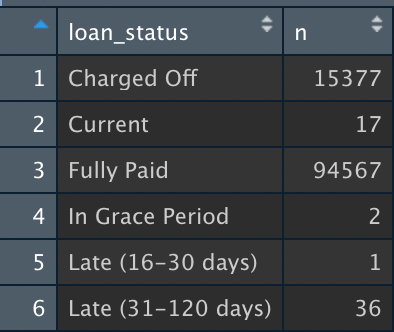 loan_status n
1 Charged Off 15377
2 Current 17
3 Fully Paid 94567
4 In Grace Period 2
5 Late (16-30 days) 1
6 Late (31-120 days) 36